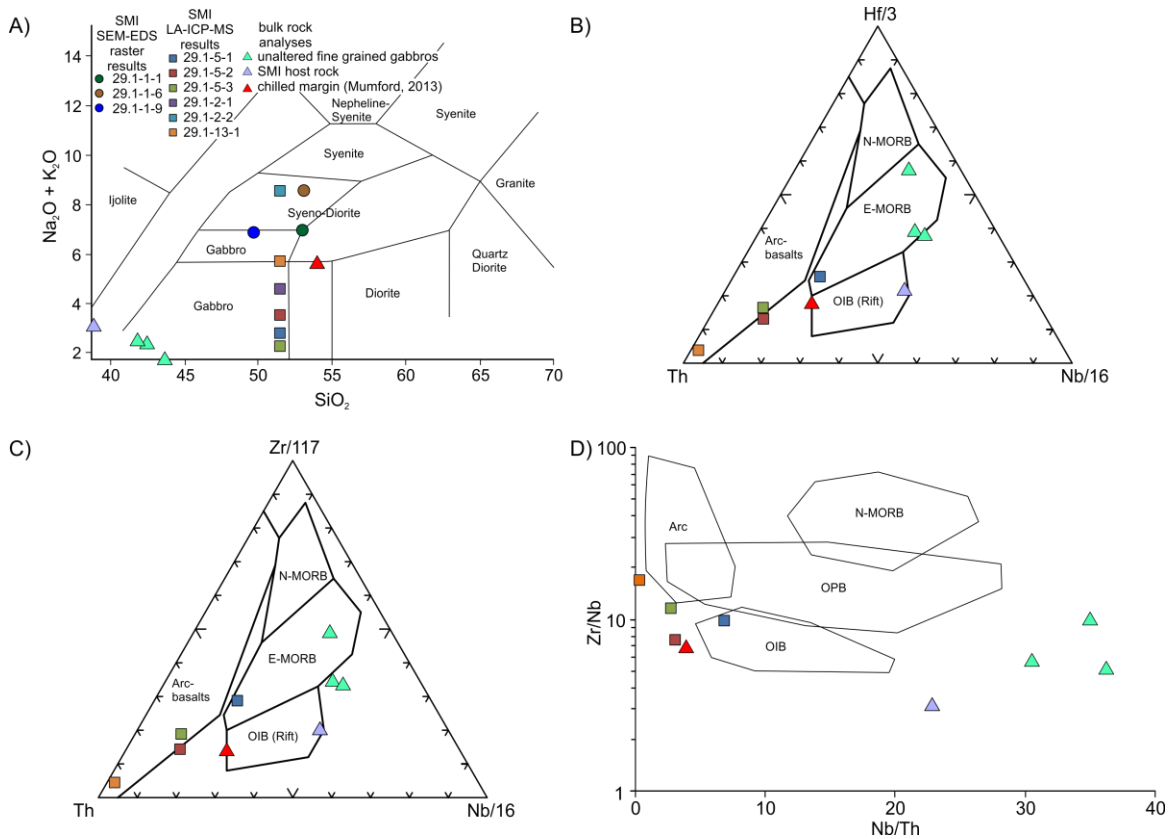 A)
SMI
SEM-EDS
raster
results
29.1-1-1
29.1-1-6
29.1-1-9
SMI
LA-ICP-MS
results
29.1-5-1
29.1-5-2
29.1-5-3
29.1-2-1
29.1-2-2
29.1-13-1
bulk rock
analyses
unaltered fine grained gabbros
SMI host rock
chilled margin (Mumford, 2013)
Na2O + K2O
14
12
10
8
6
4
2
40
45
50
55
60
65
70
SiO2
Ijolite
Nepheline-
Syenite
Syenite
Syenite
Granite
Syeno-Diorite
Gabbro
Gabbro
Diorite
Quartz
Diorite
B)
Hf/3
N-MORB
E-MORB
Arc-
basalts
OIB (Rift)
Th
Nb/16
C)
Zr/117
N-MORB
E-MORB
Arc-
basalts
OIB (Rift)
Th
Nb/16
D)
100
10
1
Zr/Nb
Arc
N-MORB
OPB
OIB
0
10
20
30
40
Nb/Th